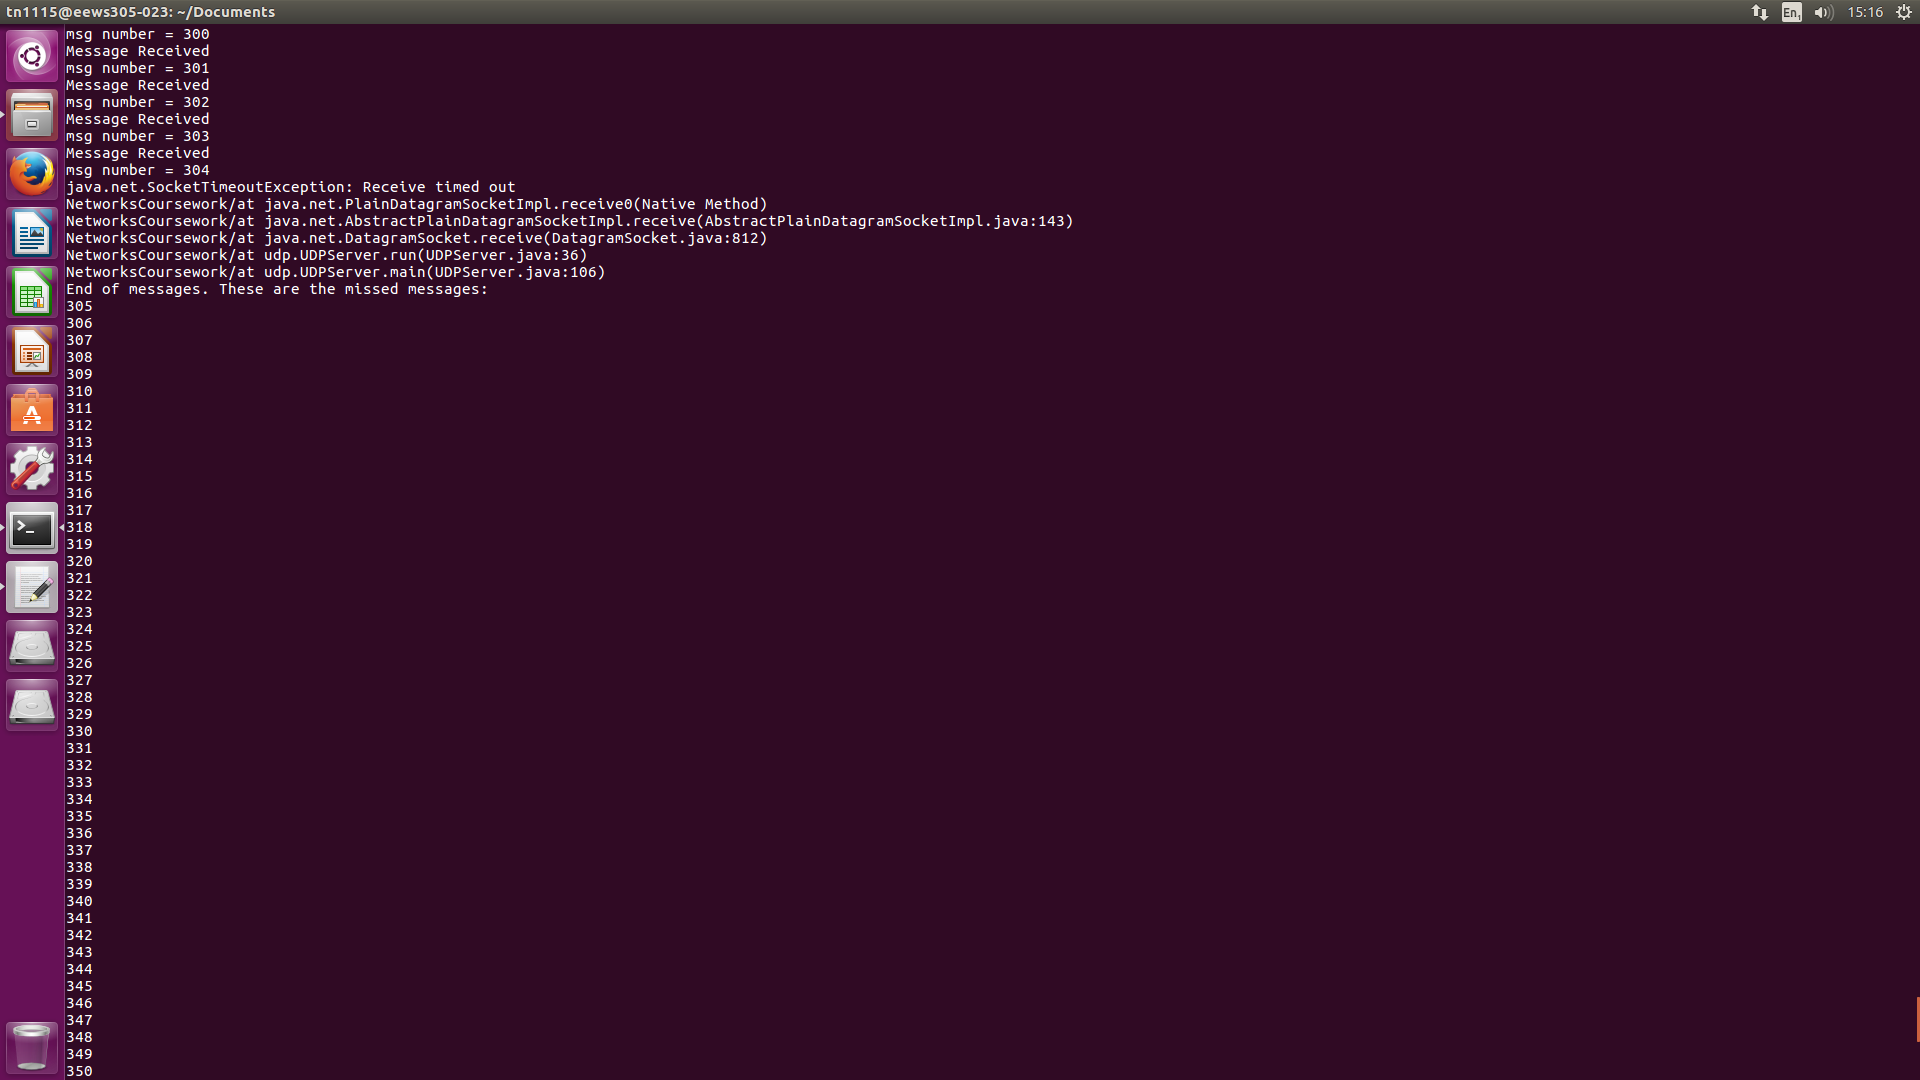 tn1115@eews305-023: ~/Documents
En1
15:16
msg number = 300
Message Received
msg number = 301
Message Received
msg number = 302
Message Received
msg number = 303
Message Received
msg number = 304
java.net.SocketTimeoutException: Receive timed out
NetworksCoursework/at java.net.PlainDatagramSocketImpl.receive0(Native Method)
NetworksCoursework/at java.net.AbstractPlainDatagramSocketImpl.receive(AbstractPlainDatagramSocketImpl.java:143)
NetworksCoursework/at java.net.DatagramSocket.receive(DatagramSocket.java:812)
NetworksCoursework/at udp.UDPServer.run(UDPServer.java:36)
NetworksCoursework/at udp.UDPServer.main(UDPServer.java:106)
End of messages. These are the missed messages:
305
306
307
308
309
310
311
312
313
314
315
316
317
318
319
320
321
322
323
324
325
326
327
328
329
330
331
332
333
334
335
336
337
338
339
340
341
342
343
344
345
346
347
348
349
350